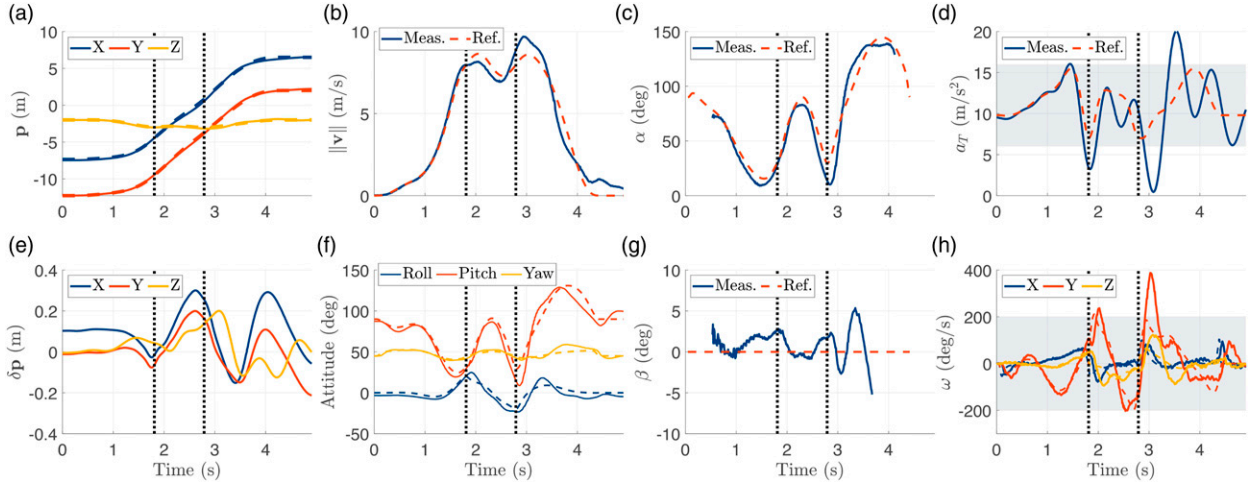 (a)
X Y Z
10
5
0
-5
-10
p (m)
0 1 2 3 4
(b)
Meas. Ref.
10
5
0
‖v‖ (m/s)
0 1 2 3 4
(c)
Meas. Ref.
150
100
50
0
α (deg)
0 1 2 3 4
(d)
Meas. Ref.
20
15
10
5
0
a_T (m/s²)
0 1 2 3 4
(e)
X Y Z
0.4
0.2
0
-0.2
-0.4
δp (m)
0 1 2 3 4
Time (s)
(f)
Roll Pitch Yaw
150
100
50
0
-50
Attitude (deg)
0 1 2 3 4
Time (s)
(g)
Meas. Ref.
10
5
0
-5
-10
β (deg)
0 1 2 3 4
Time (s)
(h)
X Y Z
400
200
0
-200
ω (deg/s)
0 1 2 3 4
Time (s)